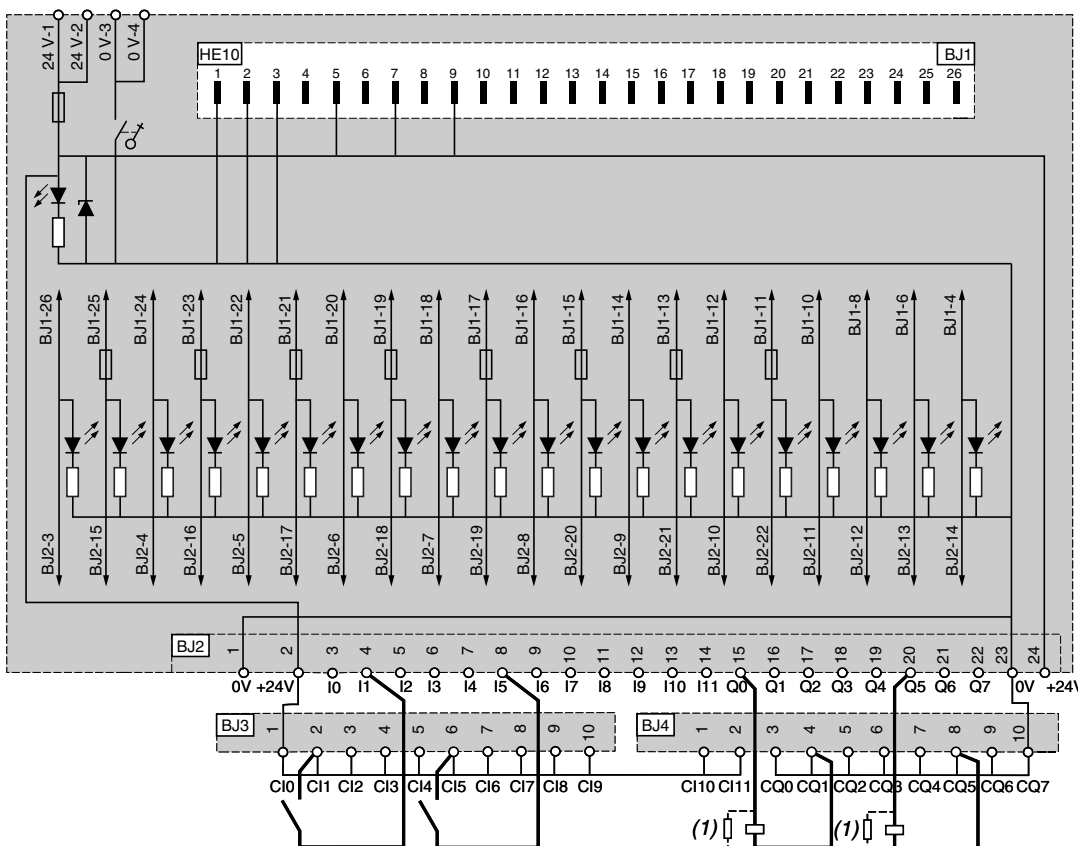 24 V-1
24 V-2
0 V-3
0 V-4
HE10
BJ1
1 2 3 4 5 6 7 8 9 10 11 12 13 14 15 16 17 18 19 20 21 22 23 24 25 26
BJ1-26
BJ1-25
BJ1-24
BJ1-23
BJ1-22
BJ1-21
BJ1-20
BJ1-19
BJ1-18
BJ1-17
BJ1-16
BJ1-15
BJ1-14
BJ1-13
BJ1-12
BJ1-11
BJ1-10
BJ1-8
BJ1-6
BJ1-4
BJ2-3
BJ2-15
BJ2-4
BJ2-16
BJ2-5
BJ2-17
BJ2-6
BJ2-18
BJ2-7
BJ2-19
BJ2-8
BJ2-20
BJ2-9
BJ2-21
BJ2-10
BJ2-22
BJ2-11
BJ2-12
BJ2-13
BJ2-14
BJ2
1 2 3 4 5 6 7 8 9 10 11 12 13 14 15 16 17 18 19 20 21 22 23 24
0V +24V I0 I1 I2 I3 I4 I5 I6 I7 I8 I9 I10 I11 Q0 Q1 Q2 Q3 Q4 Q5 Q6 Q7 0V +24V
BJ3
1 2 3 4 5 6 7 8 9 10
BJ4
1 2 3 4 5 6 7 8 9 10
CI0 CI1 CI2 CI3 CI4 CI5 CI6 CI7 CI8 CI9
CI10 CI11 CQ0 CQ1 CQ2 CQ3 CQ4 CQ5 CQ6 CQ7
(1)
(1)